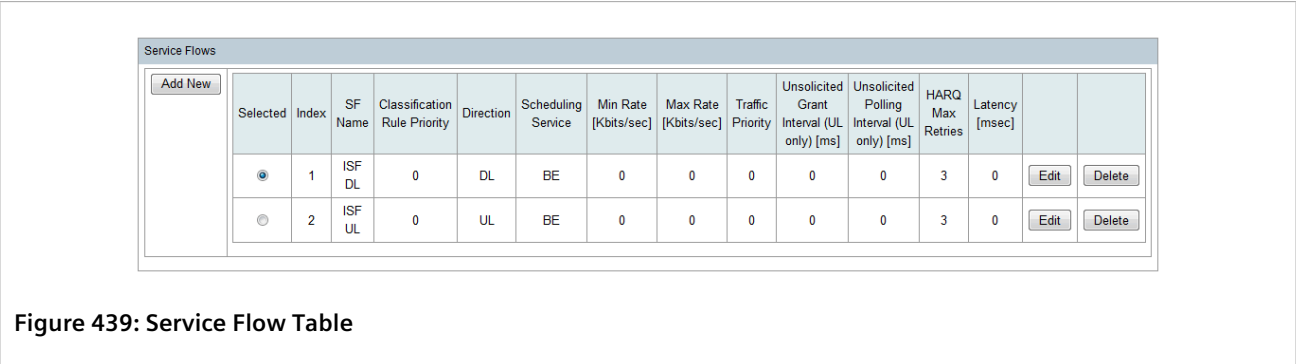 Service Flows
Add New
Selected Index SF Name Classification Rule Priority Direction Scheduling Service Min Rate [Kbits/sec] Max Rate [Kbits/sec] Traffic Priority Unsolicited Grant Interval (UL only) [ms] Unsolicited Polling Interval (UL only) [ms] HARQ Max Retries Latency [msec]
1 ISF DL 0 DL BE 0 0 0 0 0 3 0 Edit Delete
2 ISF UL 0 UL BE 0 0 0 0 0 3 0 Edit Delete
Figure 439: Service Flow Table